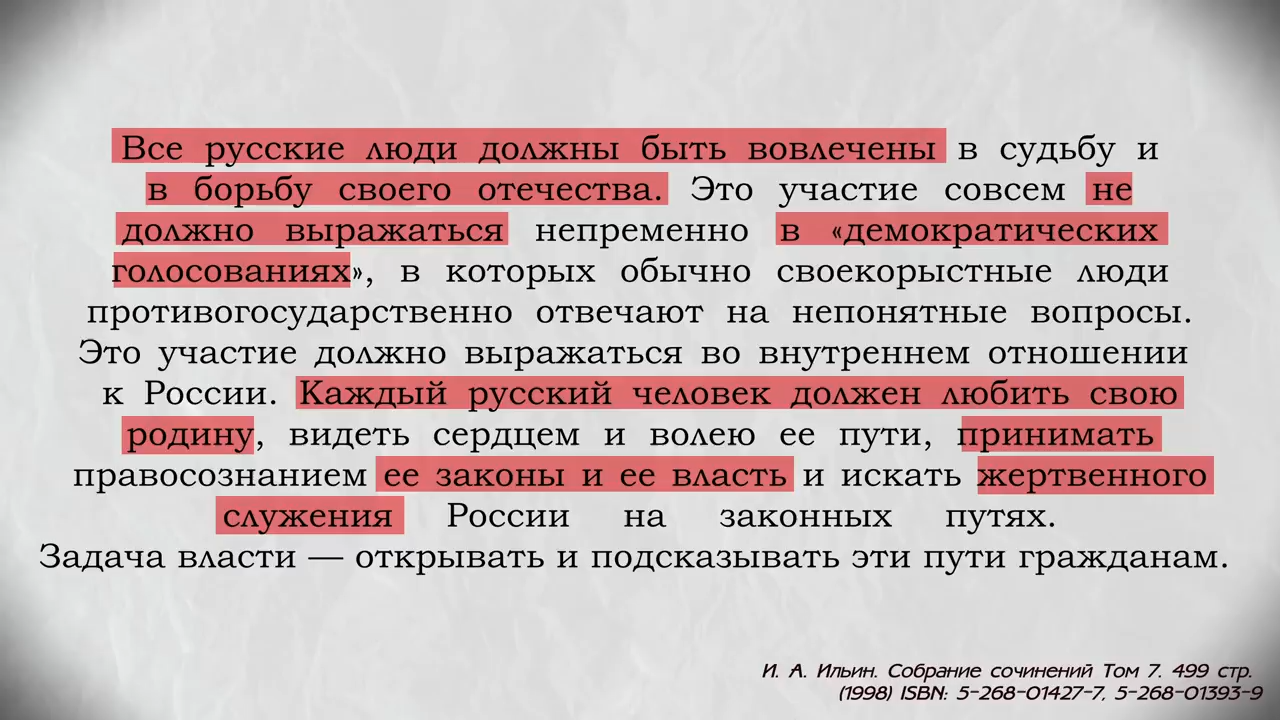 Все русские люди должны быть вовлечены в судьбу и
в борьбу своего отечества. Это участие совсем не
должно выражаться непременно в «демократических
голосованиях», в которых обычно своекорыстные люди
противогосударственно отвечают на непонятные вопросы.
Это участие должно выражаться во внутреннем отношении
к России. Каждый русский человек должен любить свою
родину, видеть сердцем и волею ее пути, принимать
правосознанием ее законы и ее власть и искать жертвенного
служения России на законных путях.
Задача власти — открывать и подсказывать эти пути гражданам.
И. А. Ильин. Собрание сочинений Том 7. 499 стр.
(1998) ISBN: 5-268-01427-7, 5-268-01393-9